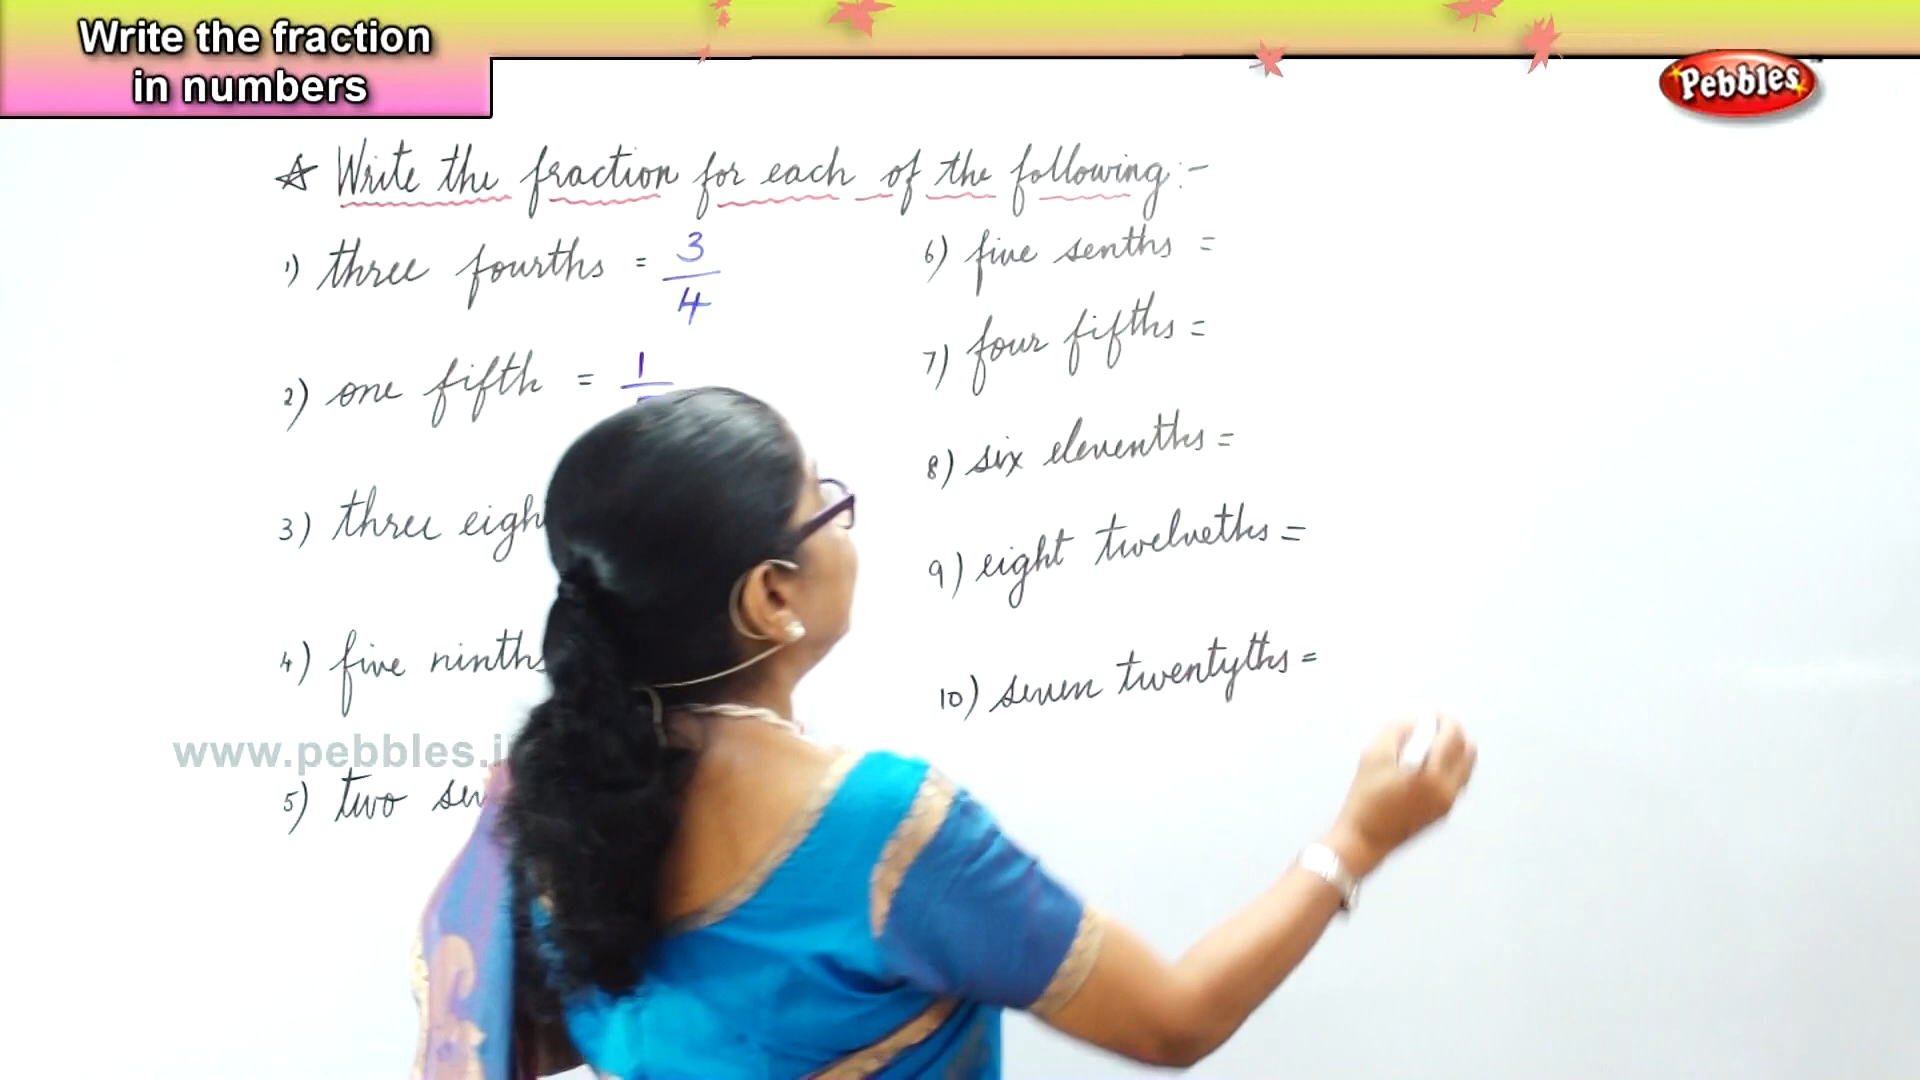 Write the fraction
in numbers
Pebbles
☆ Write the fraction for each of the following:-
1) three fourths = 3/4
2) one fifth = 1
3) three eigh
4) five ninths
www.pebbles.i
5) two
6) five senths =
7) four fifths =
8) six elevenths =
9) eight twelveths =
10) seven twentyths =